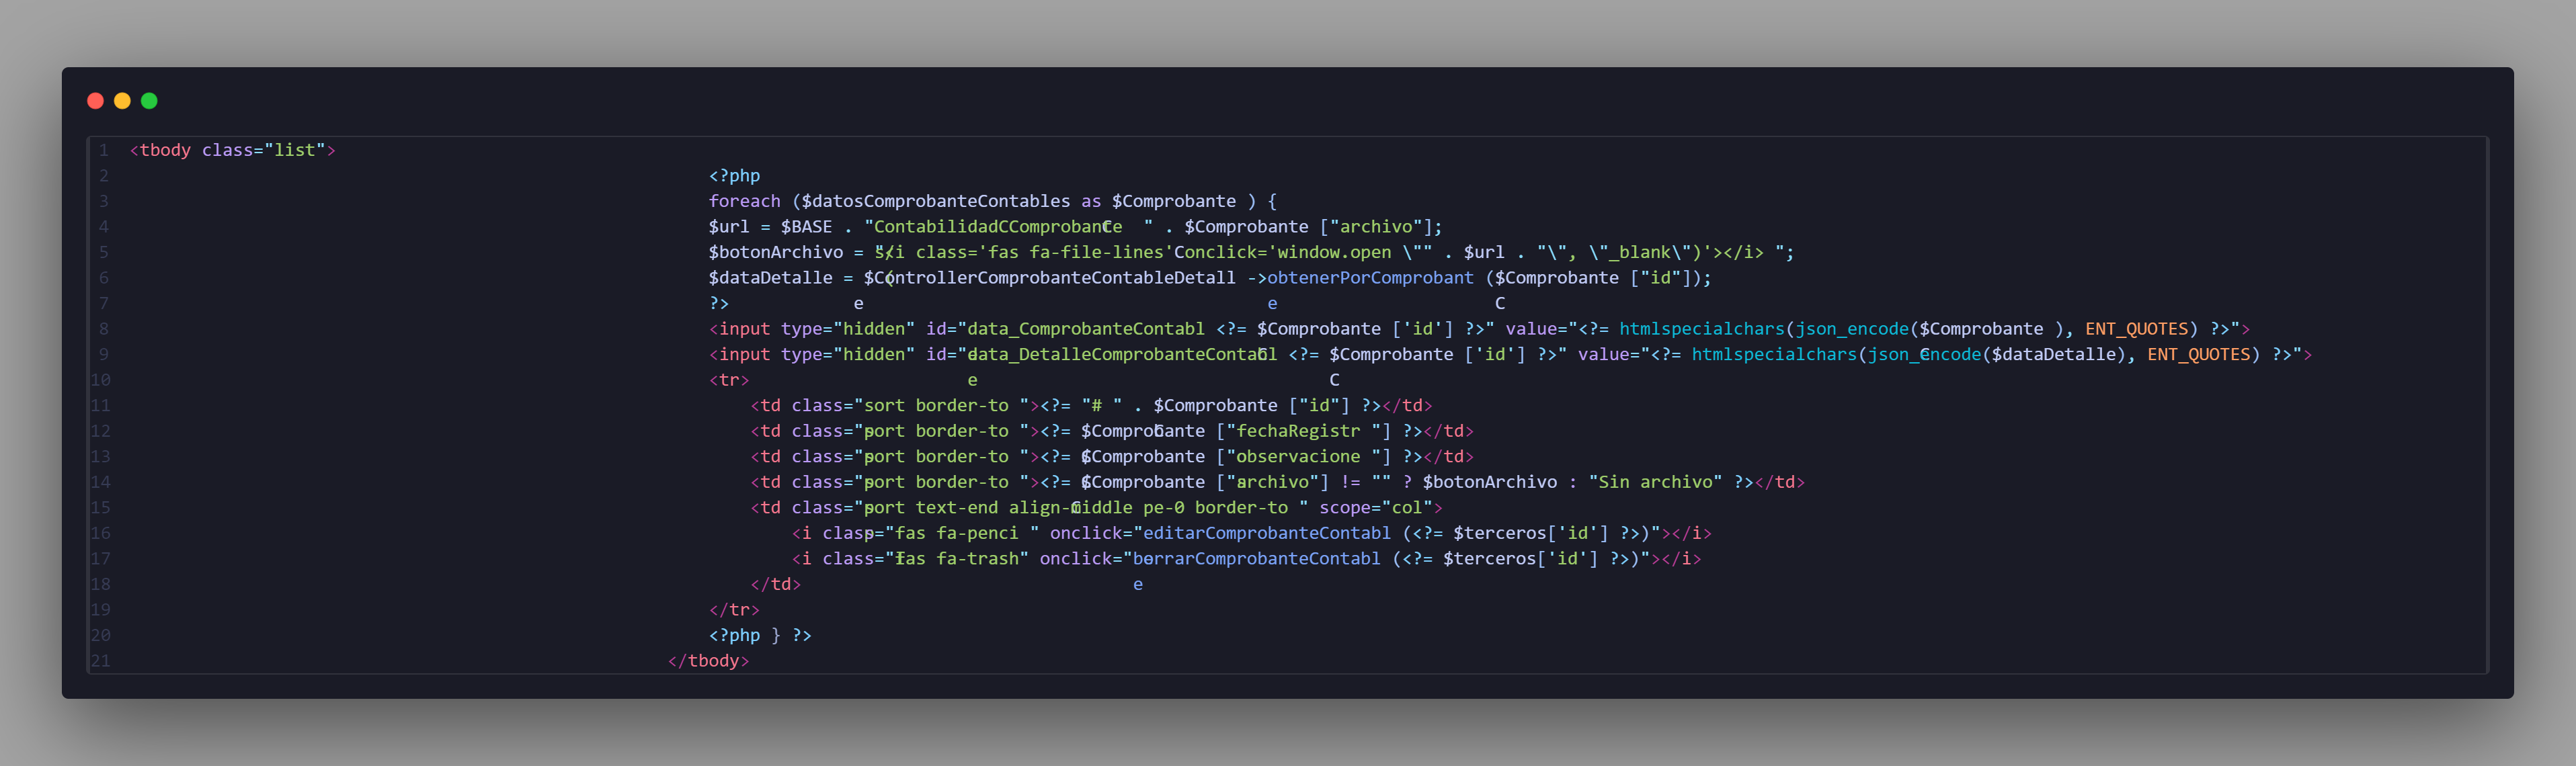 1 <tbody class="list">
2 <?php
3 foreach ($datosComprobanteContables as $Comprobante ) {
4 $url = $BASE . "ContabilidadCComprobante " . $Comprobante ["archivo"];
5 $botonArchivo = "<i class='fas fa-file-lines'Conclick='window.open \"" . $url . "\", \"_blank\")'></i> ";
6 $dataDetalle = $ControllerComprobanteContableDetall ->obtenerPorComprobant ($Comprobante ["id"]);
7 ?> e e C
8 <input type="hidden" id="data_ComprobanteContabl <?= $Comprobante ['id'] ?>" value="<?= htmlspecialchars(json_encode($Comprobante ), ENT_QUOTES) ?>">
9 <input type="hidden" id="data_DetalleComprobanteContabl <?= $Comprobante ['id'] ?>" value="<?= htmlspecialchars(json_encode($dataDetalle), ENT_QUOTES) ?>">
10 <tr> e C
11 <td class="sort border-to "><?= "# " . $Comprobante ["id"] ?></td>
12 <td class="sort border-to "><?= $Comprobante ["fechaRegistr "] ?></td>
13 <td class="sort border-to "><?= $Comprobante ["observacione "] ?></td>
14 <td class="sort border-to "><?= $Comprobante ["archivo"] != "" ? $botonArchivo : "Sin archivo" ?></td>
15 <td class="sort text-end align-middle pe-0 border-to " scope="col">
16 <i class="fas fa-penci " onclick="editarComprobanteContabl (<?= $terceros['id'] ?>)"></i>
17 <i class="fas fa-trash" onclick="borrarComprobanteContabl (<?= $terceros['id'] ?>)"></i>
18 </td> e
19 </tr>
20 <?php } ?>
21 </tbody>